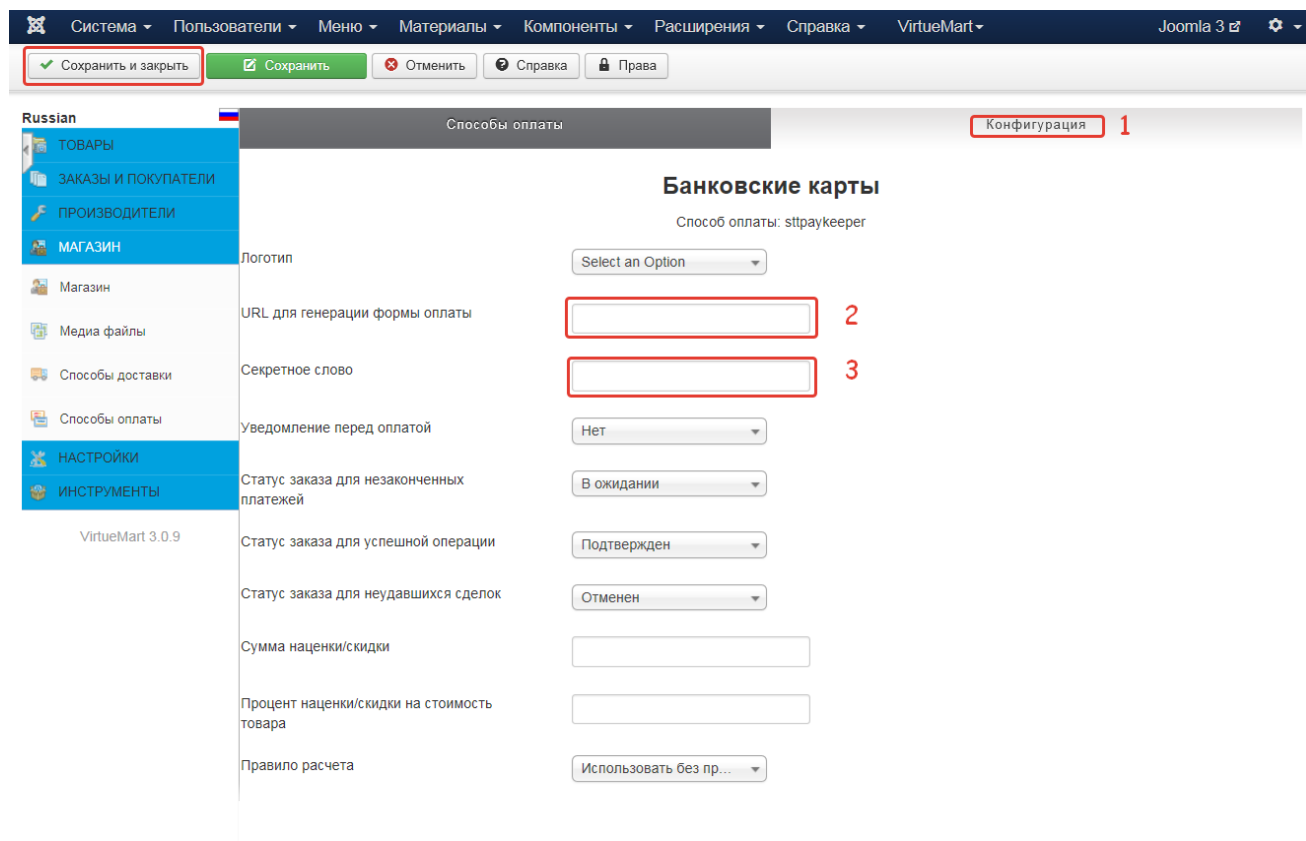 Система Пользователи Меню Материалы Компоненты Расширения Справка VirtueMart Joomla 3
Сохранить и закрыть Сохранить Отменить Справка Права
Russian
Способы оплаты Конфигурация 1
ТОВАРЫ
ЗАКАЗЫ И ПОКУПАТЕЛИ
ПРОИЗВОДИТЕЛИ
МАГАЗИН
Магазин
Медиа файлы
Способы доставки
Способы оплаты
НАСТРОЙКИ
ИНСТРУМЕНТЫ
VirtueMart 3.0.9
Банковские карты
Способ оплаты: sttpaykeeper
Логотип Select an Option
URL для генерации формы оплаты 2
Секретное слово 3
Уведомление перед оплатой Нет
Статус заказа для незаконченных
платежей В ожидании
Статус заказа для успешной операции Подтвержден
Статус заказа для неудавшихся сделок Отменен
Сумма наценки/скидки
Процент наценки/скидки на стоимость
товара
Правило расчета Использовать без пр...